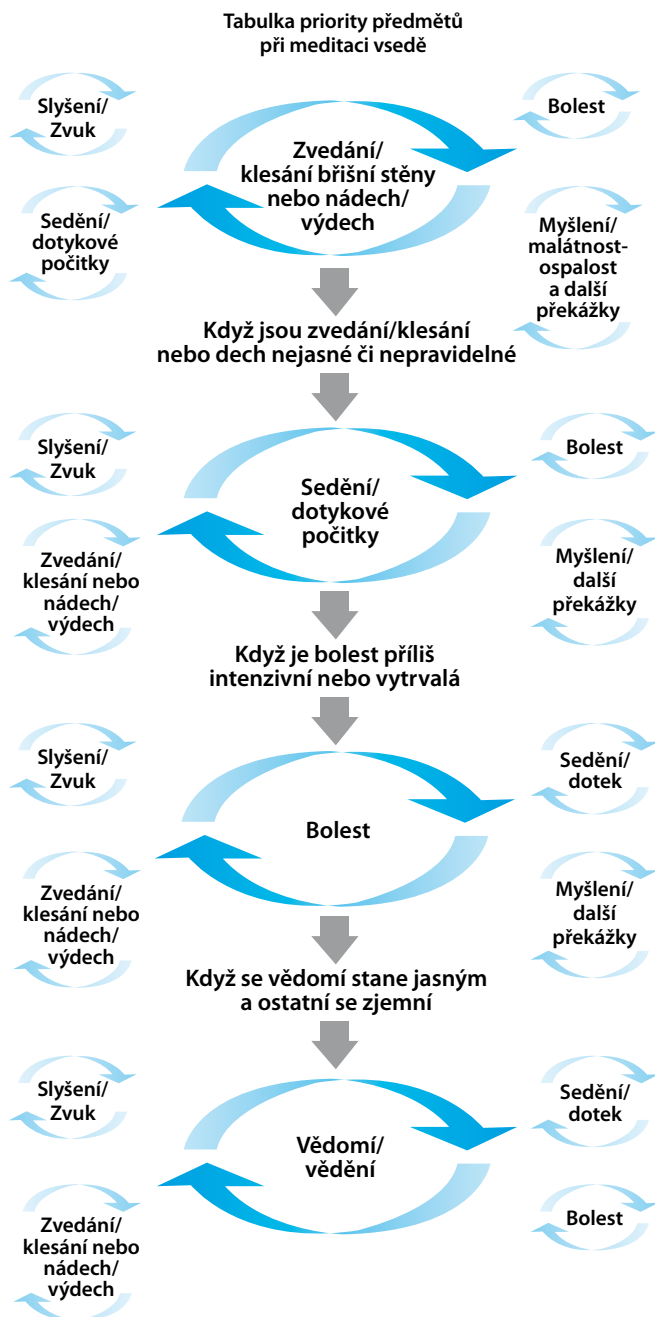 Tabulka priority předmětů
při meditaci vsedě
Slyšení/
Zvuk
Bolest
Zvedání/
klesání břišní stěny
nebo nádech/
výdech
Sedění/
dotykové
počitky
Myšlení/
malátnost-
ospalost
a další
překážky
Když jsou zvedání/klesání
nebo dech nejasné či nepravidelné
Slyšení/
Zvuk
Bolest
Sedění/
dotykové
počitky
Zvedání/
klesání nebo
nádech/
výdech
Myšlení/
další
překážky
Když je bolest příliš
intenzivní nebo vytrvalá
Slyšení/
Zvuk
Sedění/
dotek
Bolest
Zvedání/
klesání nebo
nádech/
výdech
Myšlení/
další
překážky
Když se vědomí stane jasným
a ostatní se zjemní
Slyšení/
Zvuk
Sedění/
dotek
Vědomí/
vědění
Zvedání/
klesání nebo
nádech/
výdech
Bolest